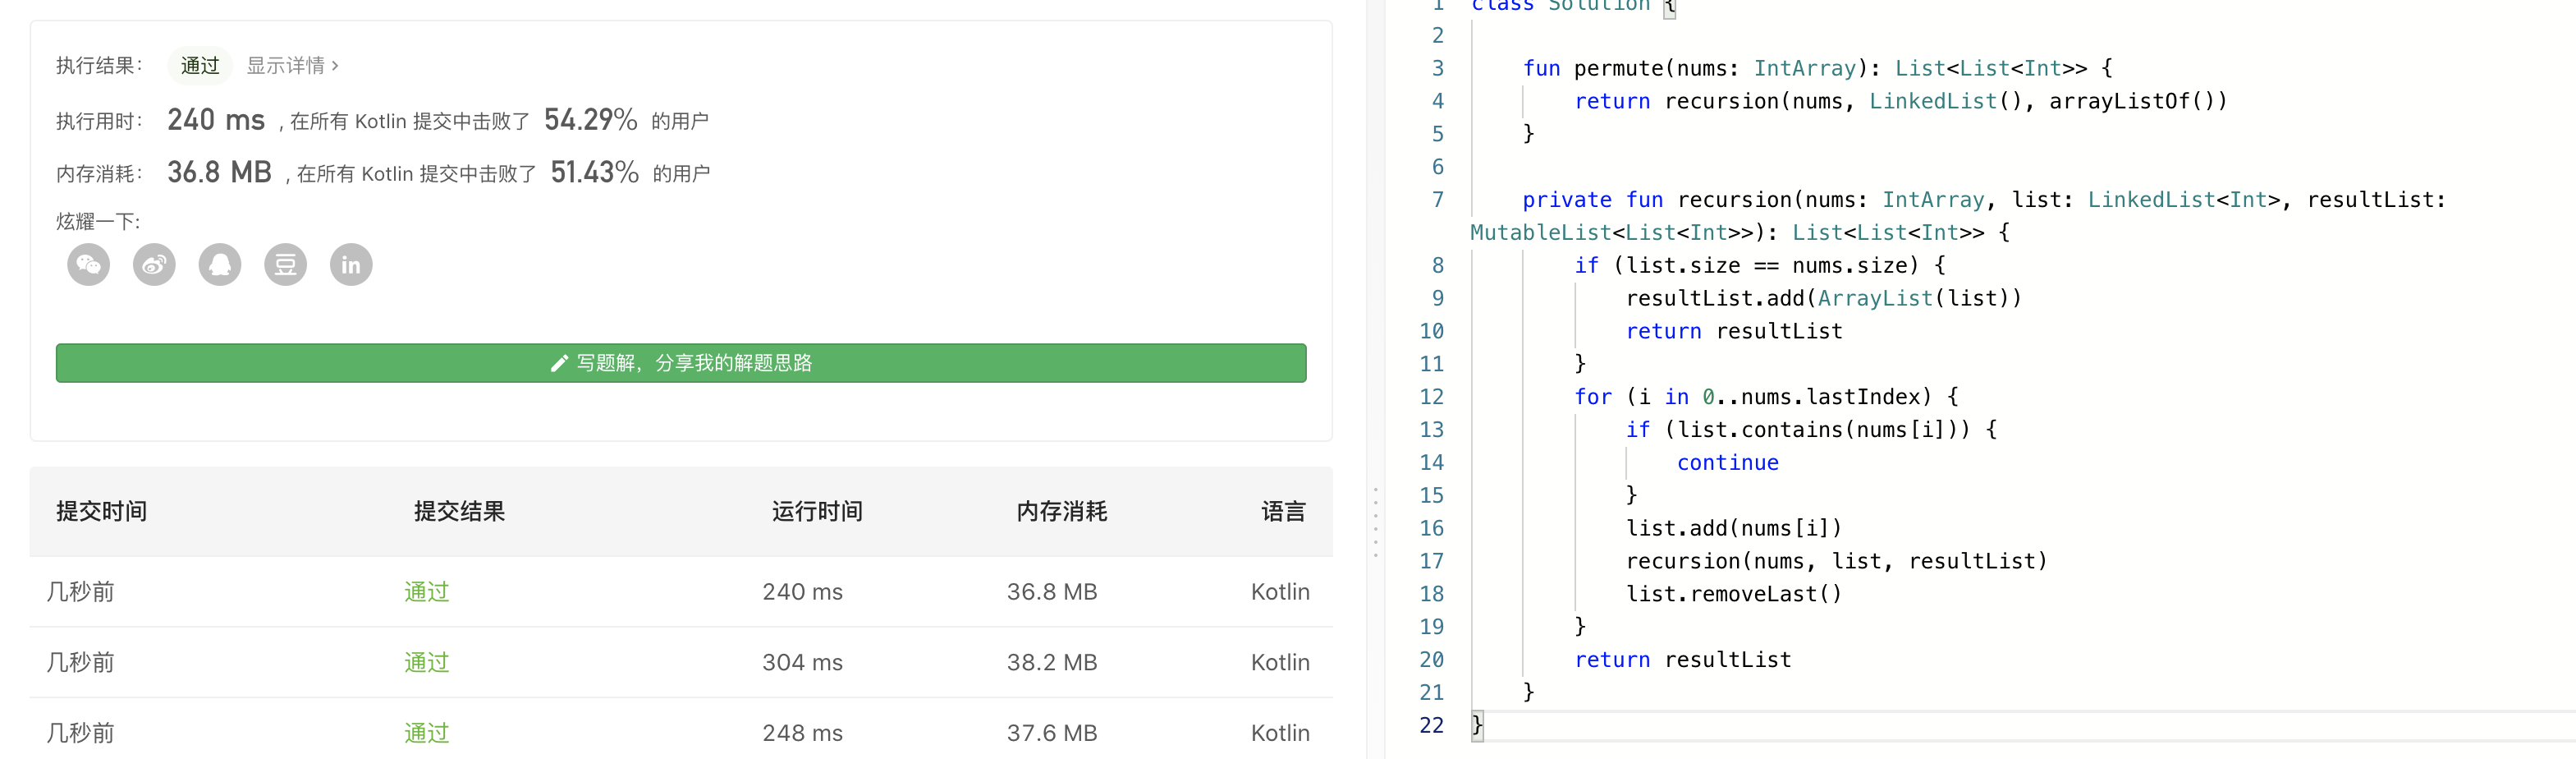 执行结果： 通过 显示详情 >
执行用时： 240 ms , 在所有 Kotlin 提交中击败了 54.29% 的用户
内存消耗： 36.8 MB , 在所有 Kotlin 提交中击败了 51.43% 的用户
炫耀一下:
豆 in
写题解，分享我的解题思路
提交时间 提交结果 运行时间 内存消耗 语言
几秒前 通过 240 ms 36.8 MB Kotlin
几秒前 通过 304 ms 38.2 MB Kotlin
几秒前 通过 248 ms 37.6 MB Kotlin
1 class Solution {
2
3     fun permute(nums: IntArray): List<List<Int>> {
4         return recursion(nums, LinkedList(), arrayListOf())
5     }
6
7     private fun recursion(nums: IntArray, list: LinkedList<Int>, resultList:
MutableList<List<Int>>): List<List<Int>> {
8         if (list.size == nums.size) {
9             resultList.add(ArrayList(list))
10             return resultList
11         }
12         for (i in 0..nums.lastIndex) {
13             if (list.contains(nums[i])) {
14                 continue
15             }
16             list.add(nums[i])
17             recursion(nums, list, resultList)
18             list.removeLast()
19         }
20         return resultList
21     }
22 }